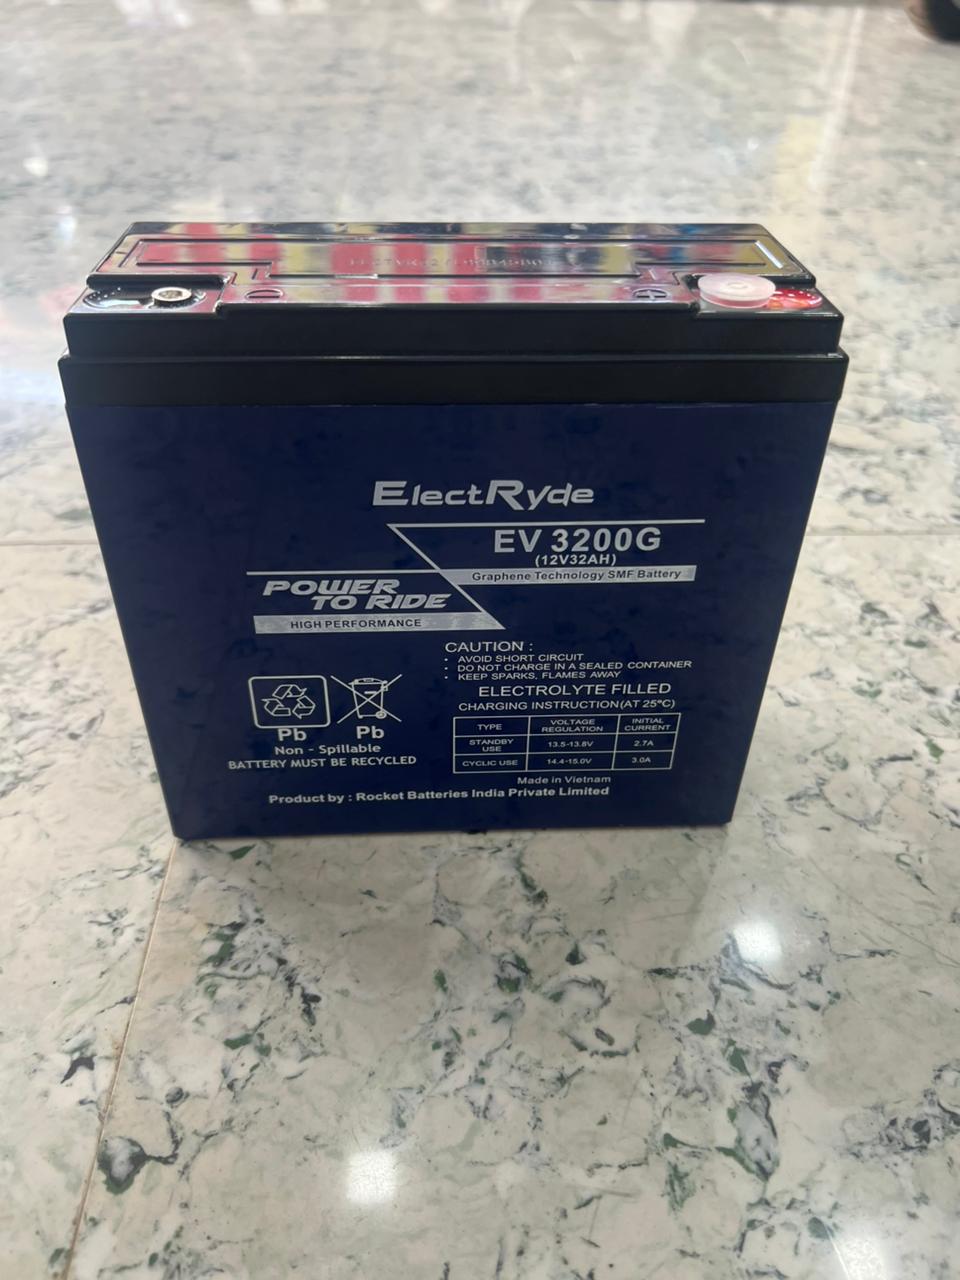 ElectRyde
EV 3200G
(12V32AH)
Graphene Technology SMF Battery
POWER
TO RIDE
HIGH PERFORMANCE
CAUTION :
• AVOID SHORT CIRCUIT
• DO NOT CHARGE IN A SEALED CONTAINER
• KEEP SPARKS, FLAMES AWAY
ELECTROLYTE FILLED
CHARGING INSTRUCTION(AT 25ºC)
TYPE VOLTAGE REGULATION INITIAL CURRENT
STANDBY USE 13.5-13.8V 2.7A
CYCLIC USE 14.4-15.0V 3.0A
Pb Pb
Non - Spillable
BATTERY MUST BE RECYCLED
Made in Vietnam
Product by : Rocket Batteries India Private Limited